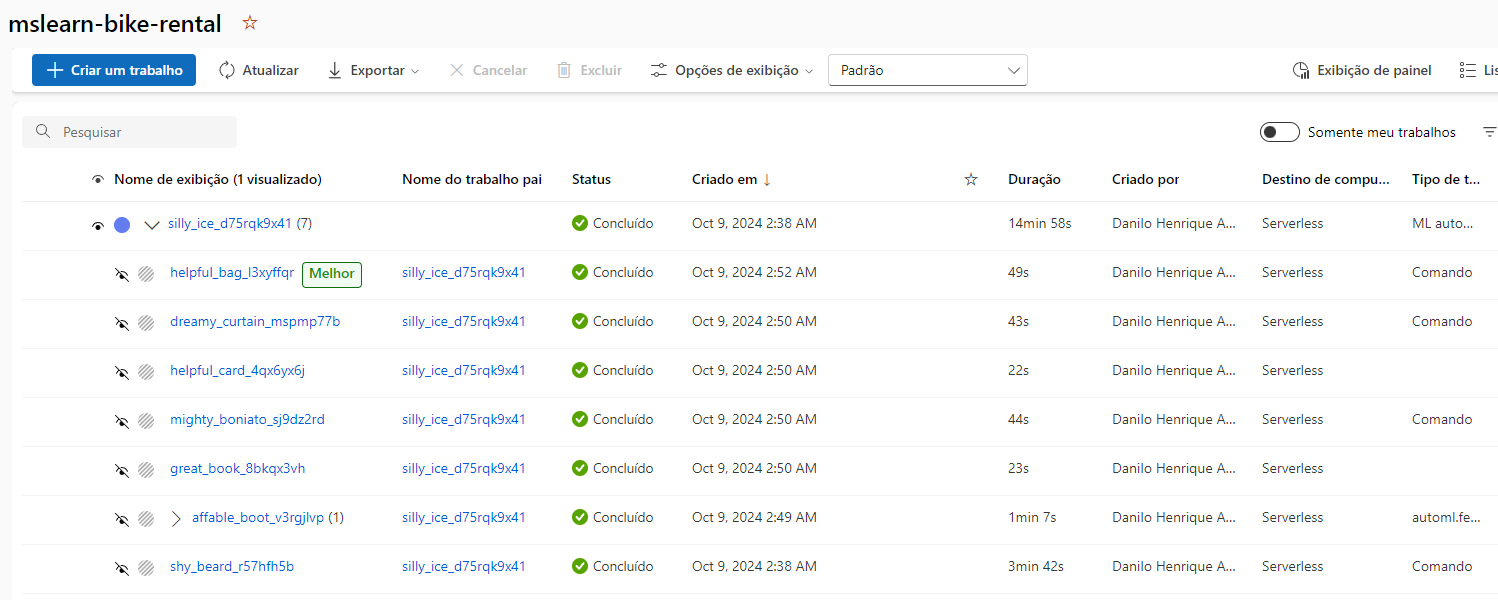 mslearn-bike-rental
Criar um trabalho Atualizar Exportar Cancelar Excluir Opções de exibição Padrão Exibição de painel Lis
Pesquisar Somente meu trabalhos
Nome de exibição (1 visualizado) Nome do trabalho pai Status Criado em ↓ Duração Criado por Destino de compu... Tipo de t...
silly_ice_d75rqk9x41 (7) Concluído Oct 9, 2024 2:38 AM 14min 58s Danilo Henrique A... Serverless ML auto...
helpful_bag_l3xyffqr Melhor silly_ice_d75rqk9x41 Concluído Oct 9, 2024 2:52 AM 49s Danilo Henrique A... Serverless Comando
dreamy_curtain_mspmp77b silly_ice_d75rqk9x41 Concluído Oct 9, 2024 2:50 AM 43s Danilo Henrique A... Serverless Comando
helpful_card_4qx6yx6j silly_ice_d75rqk9x41 Concluído Oct 9, 2024 2:50 AM 22s Danilo Henrique A... Serverless
mighty_boniato_sj9dz2rd silly_ice_d75rqk9x41 Concluído Oct 9, 2024 2:50 AM 44s Danilo Henrique A... Serverless Comando
great_book_8bkqx3vh silly_ice_d75rqk9x41 Concluído Oct 9, 2024 2:50 AM 23s Danilo Henrique A... Serverless
affable_boot_v3rgjlvp (1) silly_ice_d75rqk9x41 Concluído Oct 9, 2024 2:49 AM 1min 7s Danilo Henrique A... Serverless automl.fe...
shy_beard_r57hfh5b silly_ice_d75rqk9x41 Concluído Oct 9, 2024 2:38 AM 3min 42s Danilo Henrique A... Serverless Comando